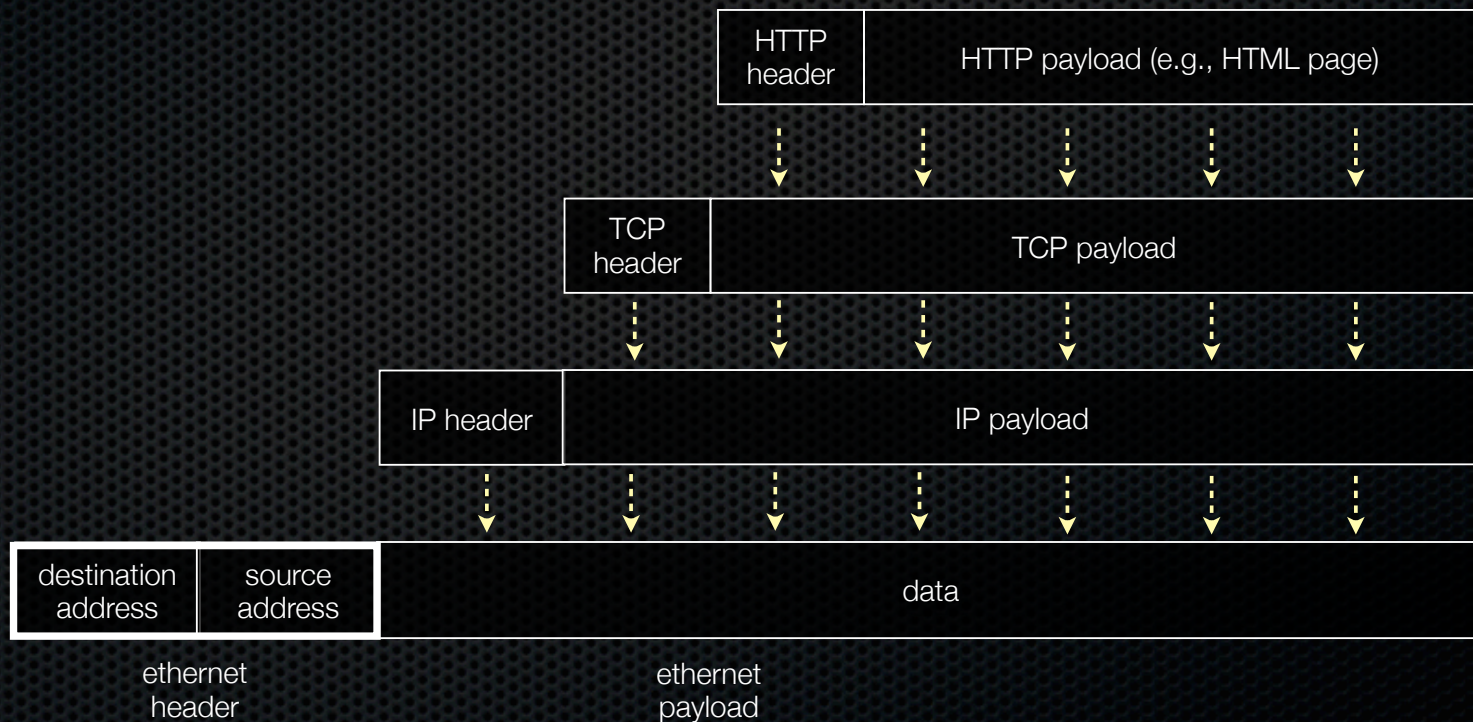 HTTP
header
HTTP payload (e.g., HTML page)
TCP
header
TCP payload
IP header
IP payload
destination
address
source
address
data
ethernet
header
ethernet
payload